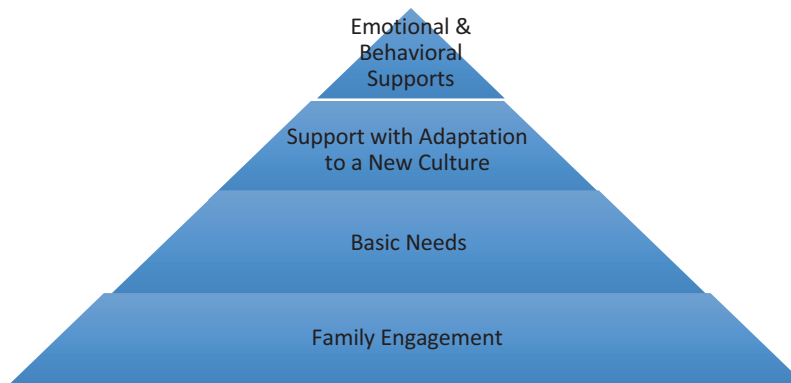 Emotional &
Behavioral
Supports
Support with Adaptation
to a New Culture
Basic Needs
Family Engagement